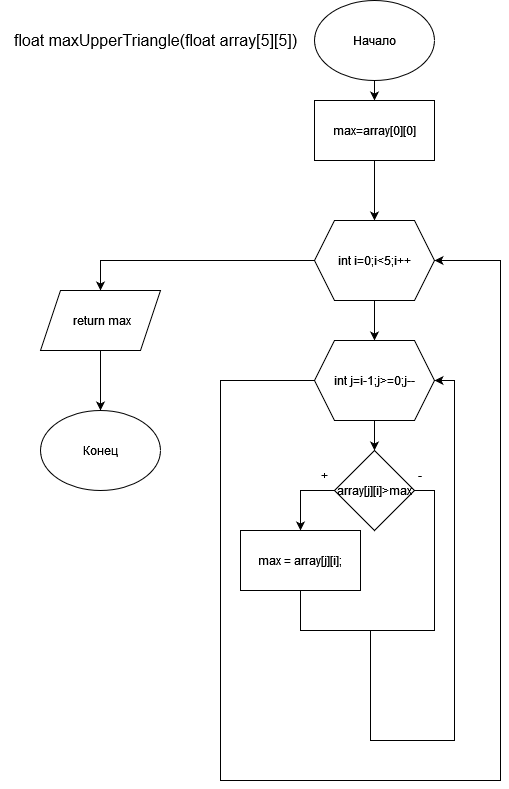 float maxUpperTriangle(float array[5][5])
Начало
max=array[0][0]
int i=0;i<5;i++
return max
int j=i-1;j>=0;j--
Конец
+
-
array[j][i]>max
max = array[j][i];